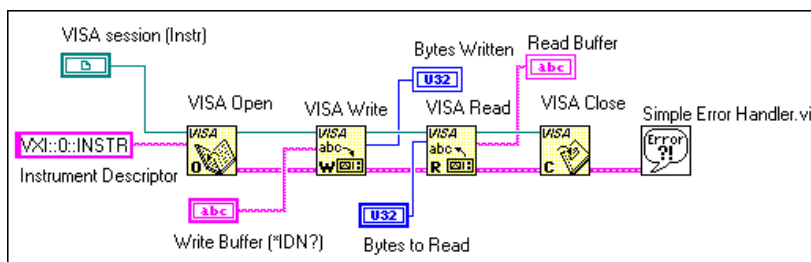 VISA session (Instr)
Bytes Written
Read Buffer
U32
abc
VISA Open
VISA Write
VISA Read
VISA Close
Simple Error Handler.vi
VXI::0::INSTR
VISA
O
VISA
abc
W
VISA
abc
R
VISA
C
Error
?!
Instrument Descriptor
abc
U32
Write Buffer (*IDN?)
Bytes to Read